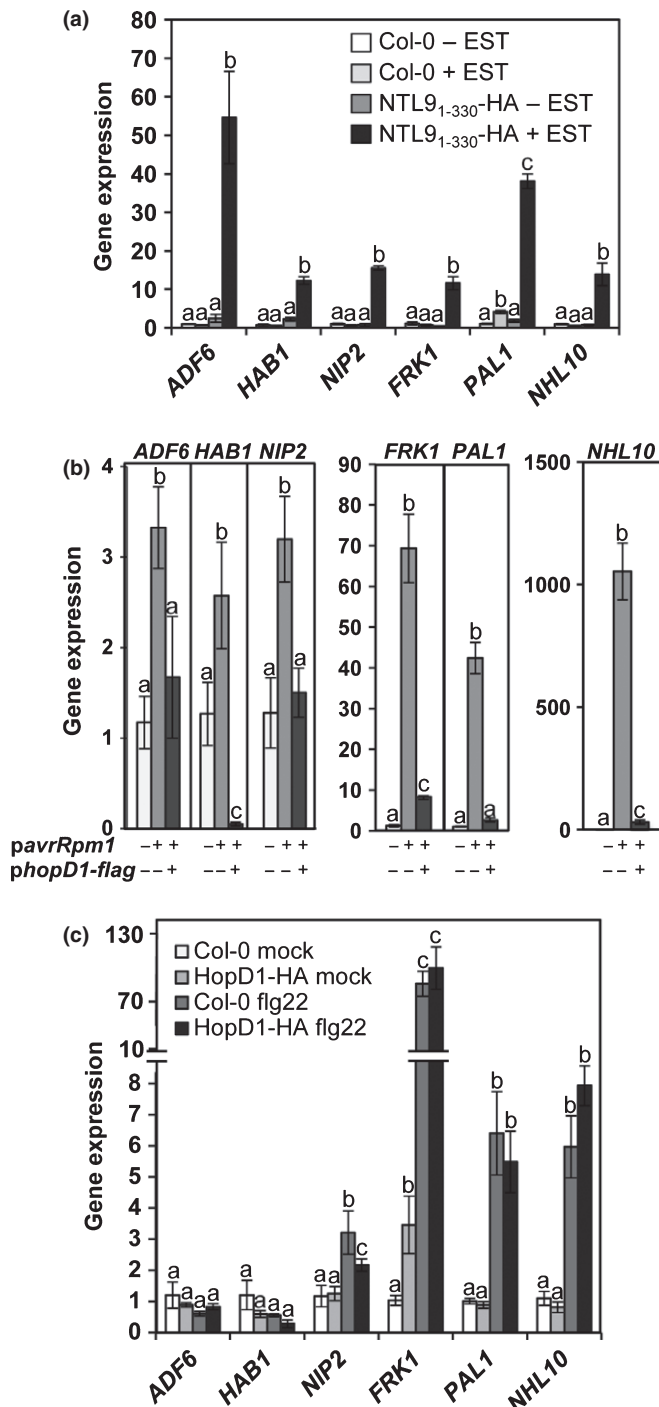 (a)
80
70
60
50
40
30
20
10
0
Gene expression
Col-0 – EST
Col-0 + EST
NTL9₁₋₃₃₀-HA – EST
NTL9₁₋₃₃₀-HA + EST
a a a b
a a a b
a a a b
a a a b
a b a c
a a a b
ADF6 HAB1 NIP2 FRK1 PAL1 NHL10
(b)
ADF6 HAB1 NIP2 FRK1 PAL1 NHL10
4
3
2
1
0
Gene expression
a b a
a b c
a b a
90
80
70
60
50
40
30
20
10
0
a b c
a b a
1500
1000
500
0
a b c
pavrRpm1 – + + – + + – + + – + + – + + – + +
phopD1-flag – – + – – + – – + – – + – – + – – +
(c)
130
70
10
8
7
6
5
4
3
2
1
0
Gene expression
Col-0 mock
HopD1-HA mock
Col-0 flg22
HopD1-HA flg22
a a a a
a a a a
a a b c
a b c c
a a b b
a a b b
ADF6 HAB1 NIP2 FRK1 PAL1 NHL10